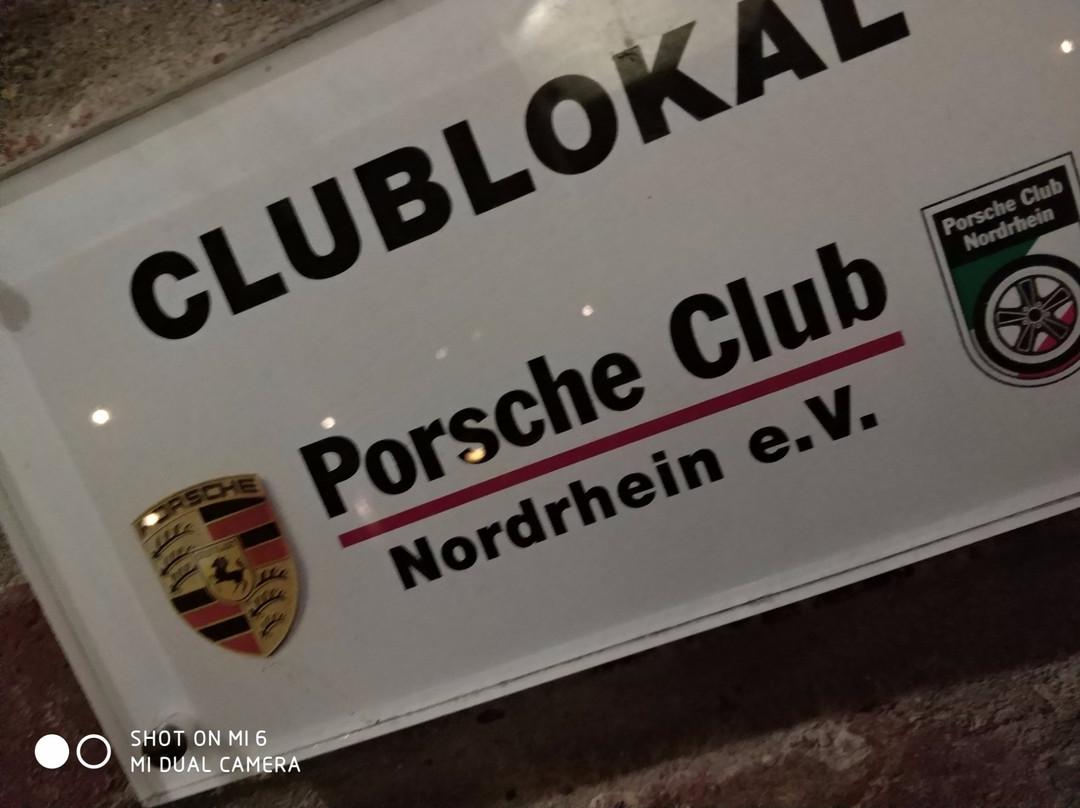 CLUBLOKAL
Porsche Club
Nordrhein e.V.
PORSCHE
Porsche Club
Nordrhein
SHOT ON MI 6
MI DUAL CAMERA